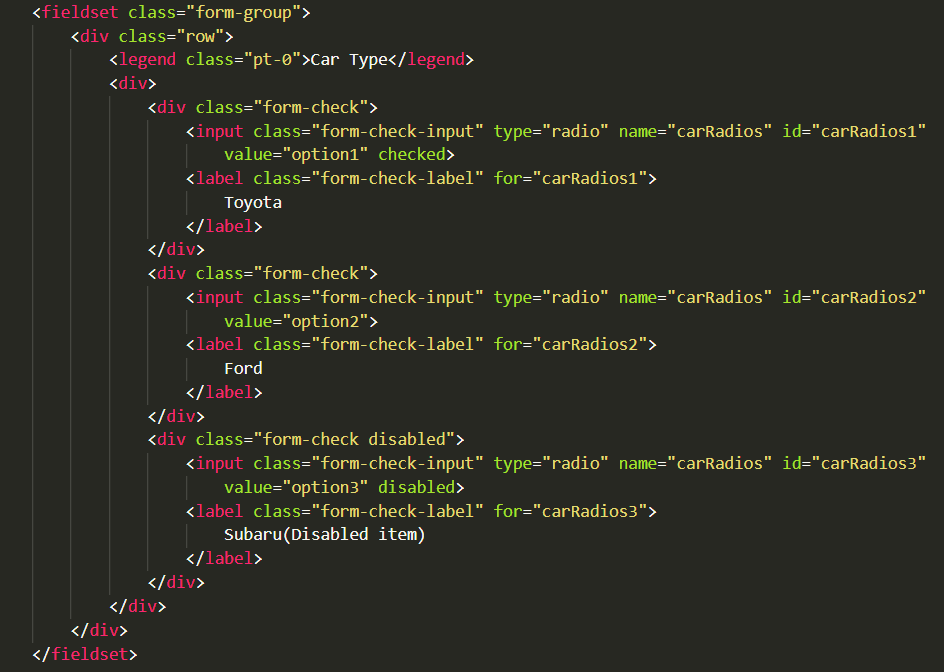 <fieldset class="form-group">
    <div class="row">
        <legend class="pt-0">Car Type</legend>
        <div>
            <div class="form-check">
                <input class="form-check-input" type="radio" name="carRadios" id="carRadios1"
                    value="option1" checked>
                <label class="form-check-label" for="carRadios1">
                    Toyota
                </label>
            </div>
            <div class="form-check">
                <input class="form-check-input" type="radio" name="carRadios" id="carRadios2"
                    value="option2">
                <label class="form-check-label" for="carRadios2">
                    Ford
                </label>
            </div>
            <div class="form-check disabled">
                <input class="form-check-input" type="radio" name="carRadios" id="carRadios3"
                    value="option3" disabled>
                <label class="form-check-label" for="carRadios3">
                    Subaru(Disabled item)
                </label>
            </div>
        </div>
    </div>
</fieldset>